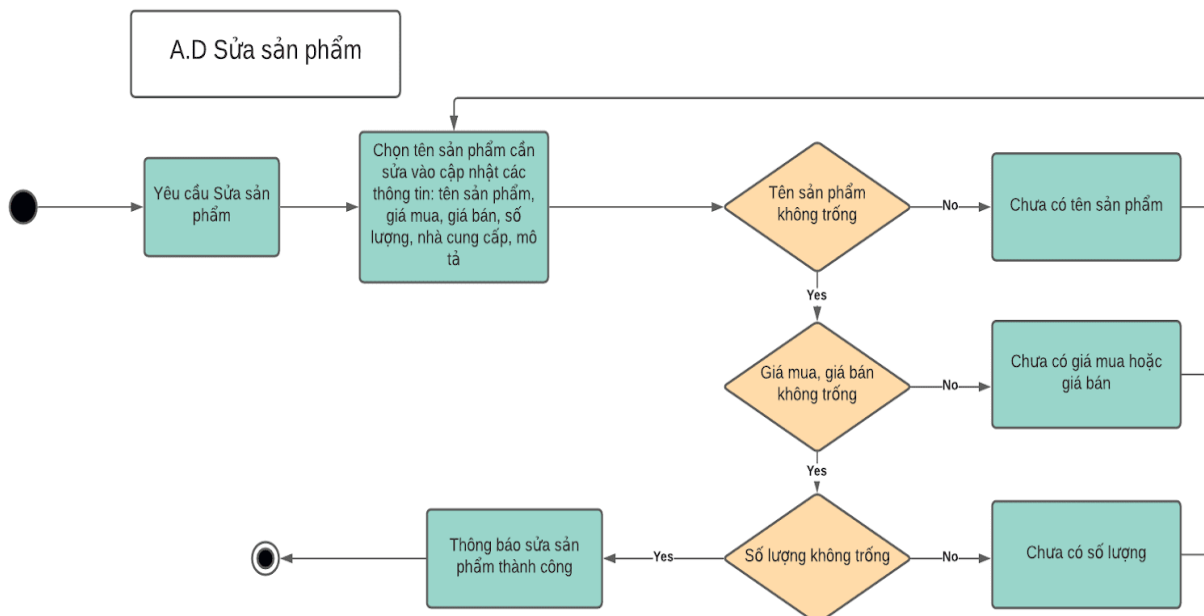 A.D Sửa sản phẩm
Yêu cầu Sửa sản
phẩm
Chọn tên sản phẩm cần
sửa vào cập nhật các
thông tin: tên sản phẩm,
giá mua, giá bán, số
lượng, nhà cung cấp, mô
tả
Tên sản phẩm
không trống
No
Chưa có tên sản phẩm
Yes
Giá mua, giá bán
không trống
No
Chưa có giá mua hoặc
giá bán
Yes
Thông báo sửa sản
phẩm thành công
Yes
Số lượng không trống
No
Chưa có số lượng